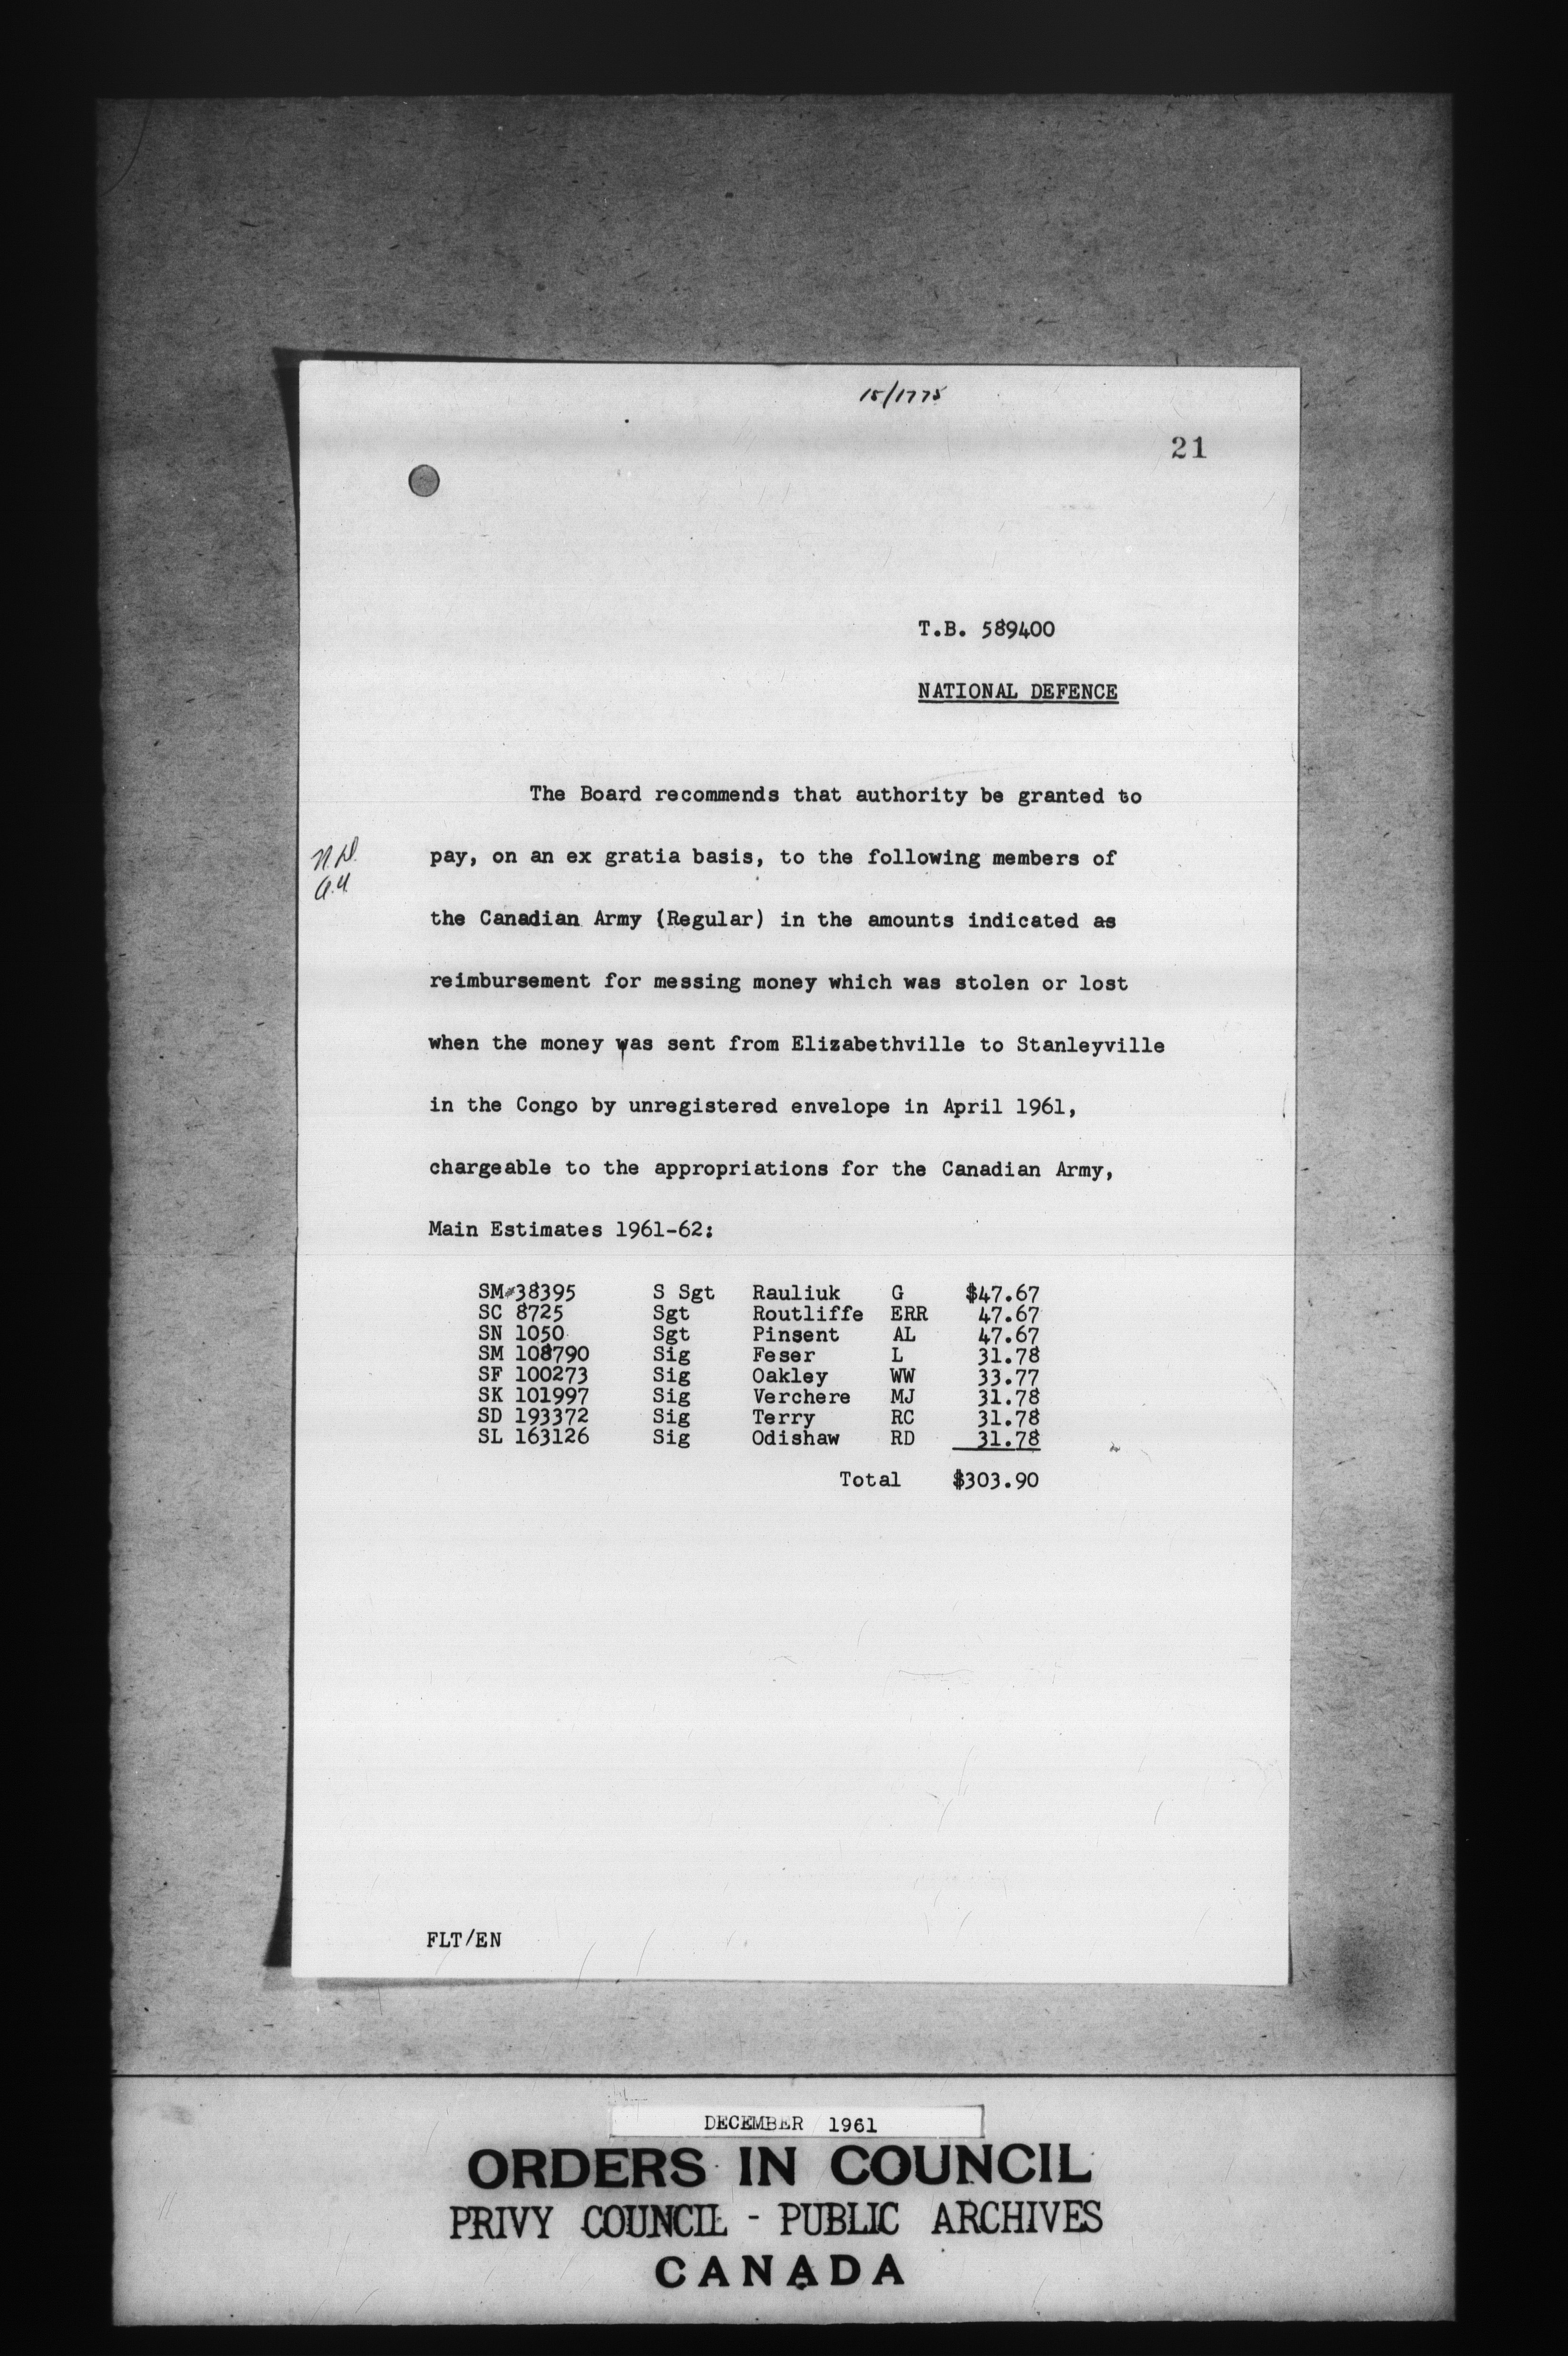 15/1775
21
T.B. 589400
NATIONAL DEFENCE
The Board recommends that authority be granted to
N.D.
pay, on an ex gratia basis, to the following members of
the Canadian Army (Regular) in the amounts indicated as
reimbursement for messing money which was stolen or lost
when the money was sent from Elizabethville to Stanleyville
in the Congo by unregistered envelope in April 1961,
chargeable to the appropriations for the Canadian Army,
Main Estimates 1961-62:
SM 38395 S Sgt Rauliuk G $47.67
SC 8725 Sgt Routliffe ERR 47.67
SN 1050 Sgt Pinsent AL 47.67
SM 108790 Sig Feser L 31.78
SF 100273 Sig Oakley WW 33.77
SK 101997 Sig Verchere MJ 31.78
SD 193372 Sig Terry RC 31.78
SL 163126 Sig Odishaw RD 31.78
Total $303.90
FLT/EN
DECEMBER 1961
ORDERS IN COUNCIL
PRIVY COUNCIL - PUBLIC ARCHIVES
CANADA